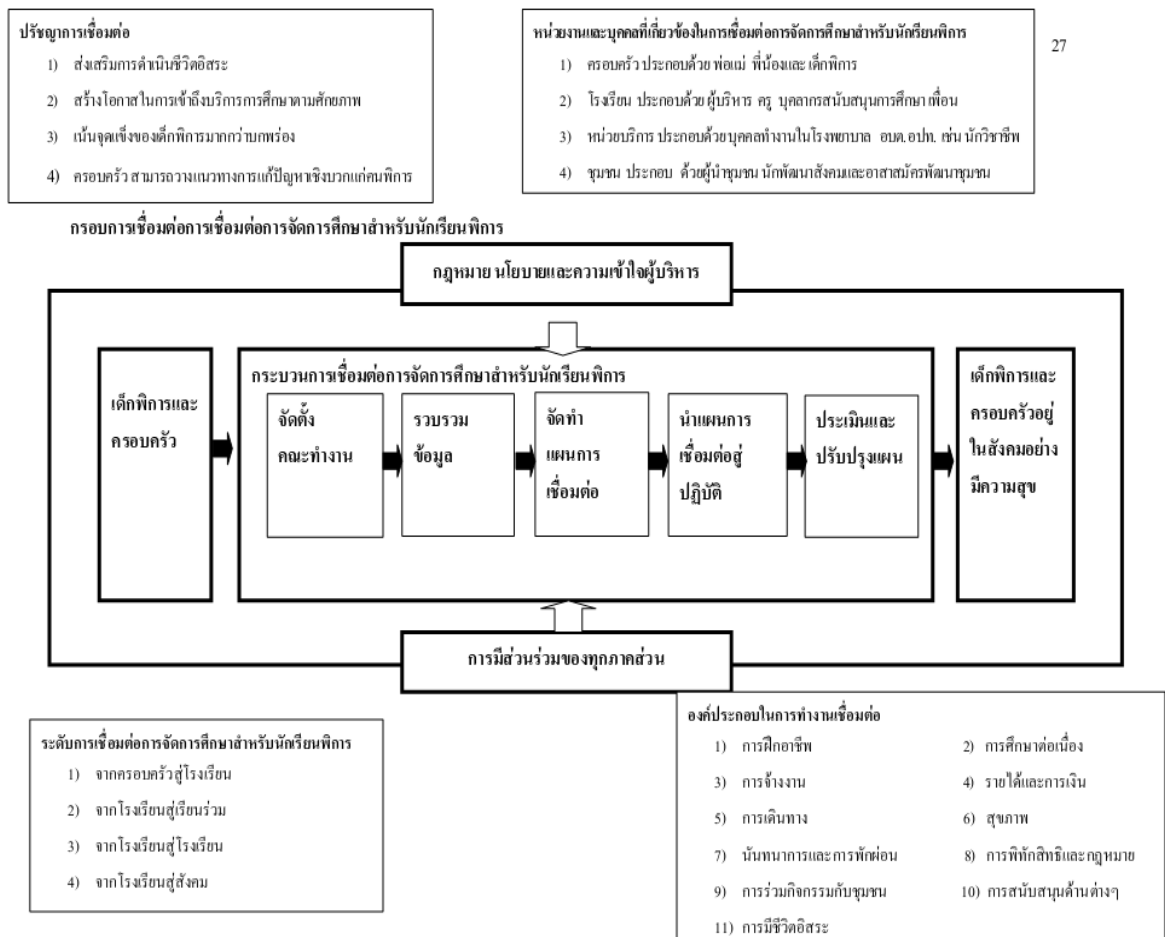 ปรัชญาการเชื่อมต่อ
1) ส่งเสริมการดำเนินชีวิตอิสระ
2) สร้างโอกาสในการเข้าถึงบริการการศึกษาตามศักยภาพ
3) เน้นจุดแข็งของเด็กพิการมากกว่าบกพร่อง
4) ครอบครัว สามารถวางแนวทางการแก้ปัญหาเชิงบวกแก่คนพิการ
หน่วยงานและบุคคลที่เกี่ยวข้องในการเชื่อมต่อการจัดการศึกษาสำหรับนักเรียนพิการ
1) ครอบครัว ประกอบด้วย พ่อแม่ พี่น้องและ เด็กพิการ
2) โรงเรียน ประกอบด้วย ผู้บริหาร ครู บุคลากรสนับสนุนการศึกษา เพื่อน
3) หน่วยบริการ ประกอบด้วย บุคคลทำงานในโรงพยาบาล อบต.อปท. เช่น นักวิชาชีพ
4) ชุมชน ประกอบ ด้วยผู้นำชุมชน นักพัฒนาสังคมและอาสาสมัครพัฒนาชุมชน
27
กรอบการเชื่อมต่อการเชื่อมต่อการจัดการศึกษาสำหรับนักเรียนพิการ
กฎหมาย นโยบายและความเข้าใจผู้บริหาร
เด็กพิการและ
ครอบครัว
กระบวนการเชื่อมต่อการจัดการศึกษาสำหรับนักเรียนพิการ
จัดตั้ง
คณะทำงาน
รวบรวม
ข้อมูล
จัดทำ
แผนการ
เชื่อมต่อ
นำแผนการ
เชื่อมต่อสู่
ปฏิบัติ
ประเมินและ
ปรับปรุงแผน
เด็กพิการและ
ครอบครัวอยู่
ในสังคมอย่าง
มีความสุข
การมีส่วนร่วมของทุกภาคส่วน
ระดับการเชื่อมต่อการจัดการศึกษาสำหรับนักเรียนพิการ
1) จากครอบครัวสู่โรงเรียน
2) จากโรงเรียนสู่เรียนร่วม
3) จากโรงเรียนสู่โรงเรียน
4) จากโรงเรียนสู่สังคม
องค์ประกอบในการทำงานเชื่อมต่อ
1) การฝึกอาชีพ 2) การศึกษาต่อเนื่อง
3) การจ้างงาน 4) รายได้และการเงิน
5) การเดินทาง 6) สุขภาพ
7) นันทนาการและการพักผ่อน 8) การพิทักสิทธิและกฎหมาย
9) การร่วมกิจกรรมกับชุมชน 10) การสนับสนุนด้านต่างๆ
11) การมีชีวิตอิสระ